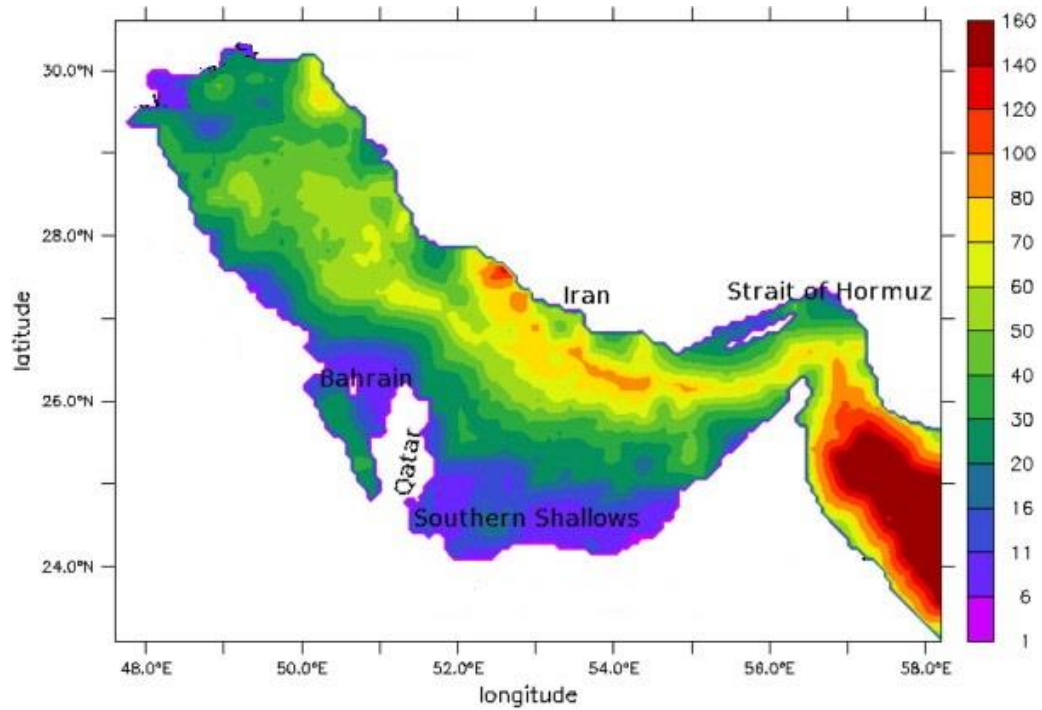 160
140
120
100
80
70
60
50
40
30
20
16
11
6
1
30.0°N
28.0°N
26.0°N
24.0°N
latitude
Iran
Strait of Hormuz
Bahrain
Qatar
Southern Shallows
48.0°E 50.0°E 52.0°E 54.0°E 56.0°E 58.0°E
longitude